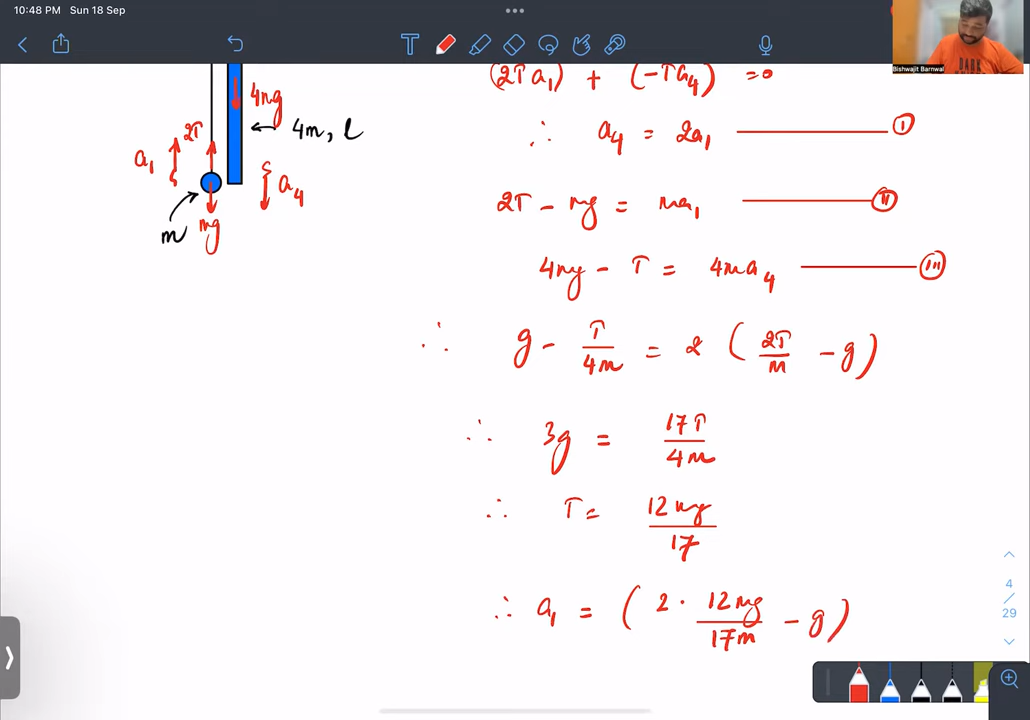 10:48 PM Sun 18 Sep
DARK
Bishwajit Barnwal
(2Ta₁) + (-Ta₄) = 0
4mg
2T
4m, L
a₁
∴ a₄ = 2a₁ I
a₄
m
mg
2T - mg = ma₁ II
4mg - T = 4ma₄ III
∴ g - T/4m = 2 (2T/m - g)
∴ 3g = 17T/4m
∴ T = 12mg/17
∴ a₁ = (2 · 12mg/17m - g)
4
/
29